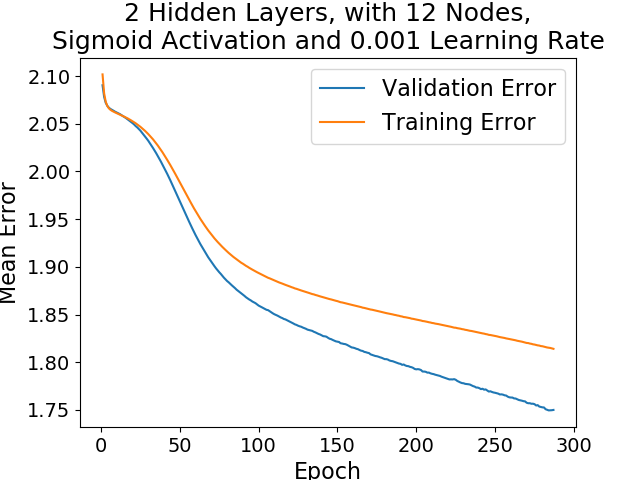 2 Hidden Layers, with 12 Nodes,
Sigmoid Activation and 0.001 Learning Rate
Validation Error
Training Error
Mean Error
2.10
2.05
2.00
1.95
1.90
1.85
1.80
1.75
0 50 100 150 200 250 300
Epoch